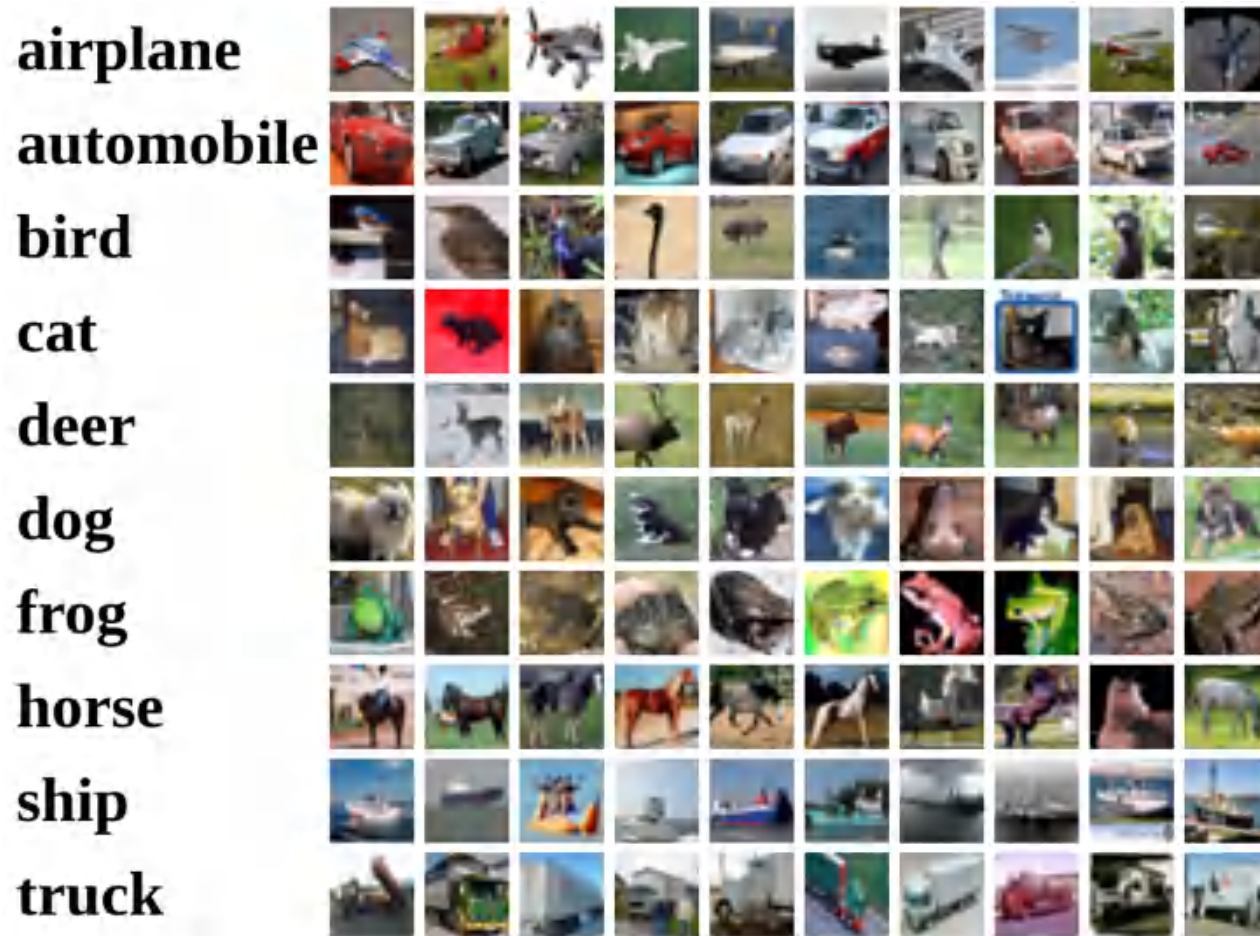 airplane
automobile
bird
cat
deer
dog
frog
horse
ship
truck